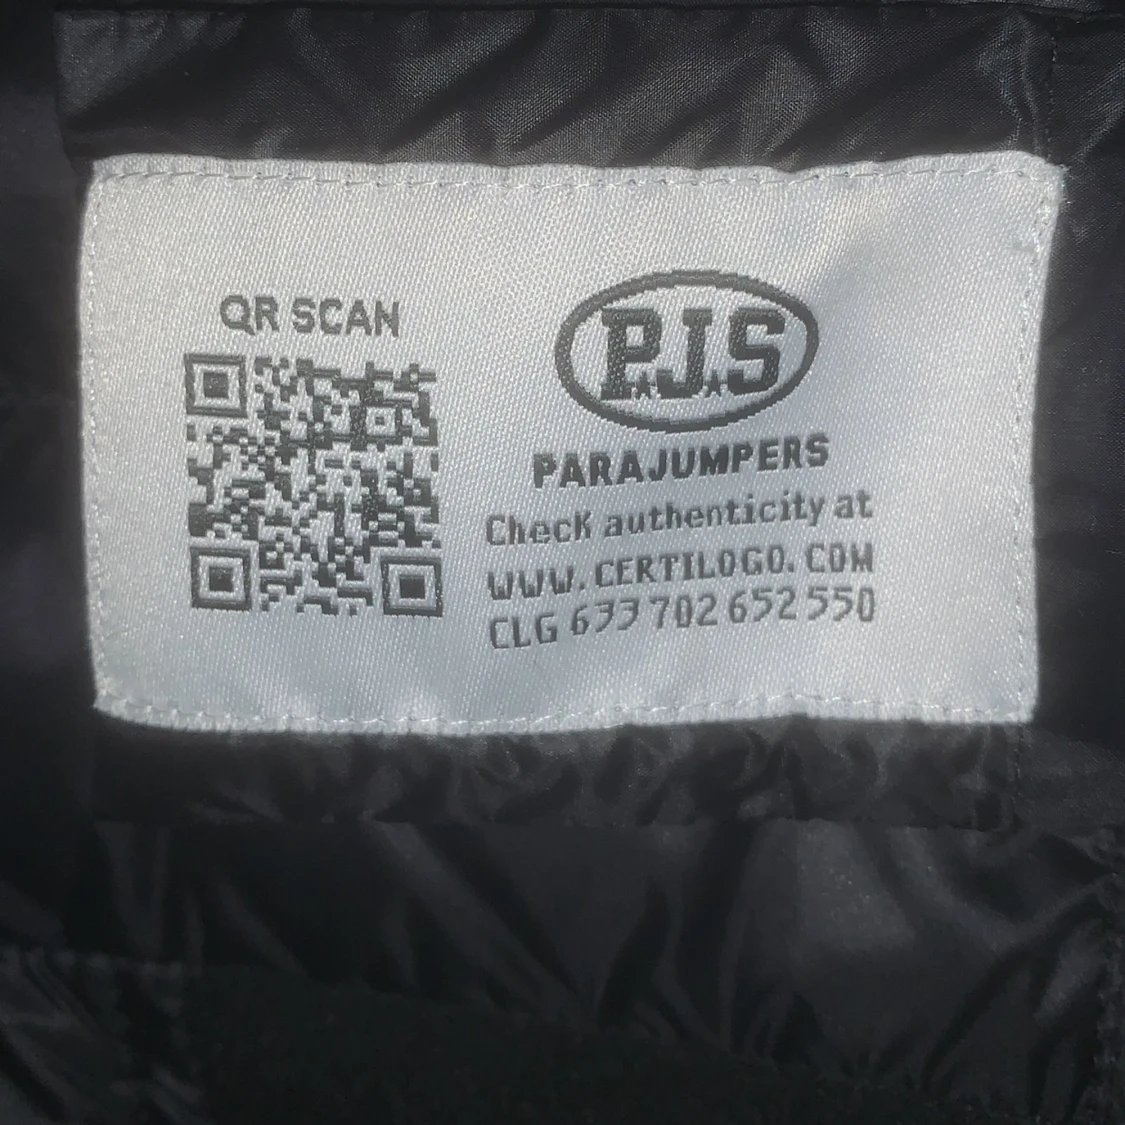 QR SCAN
P.J.S
PARAJUMPERS
Check authenticity at
WWW.CERTILOGO.COM
CLG 633 702 652 550